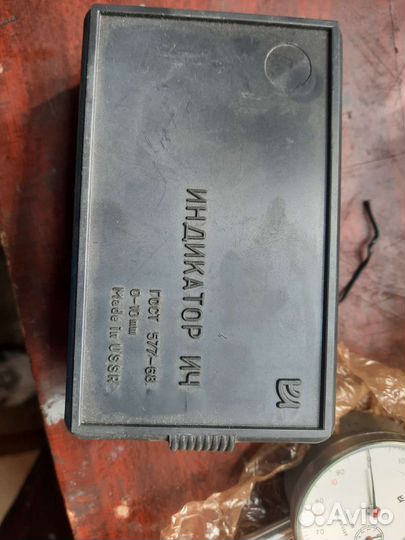 ИНДИКАТОР ИЧ
ГОСТ 577-68
0-10 мм
Made in USSR
Avito